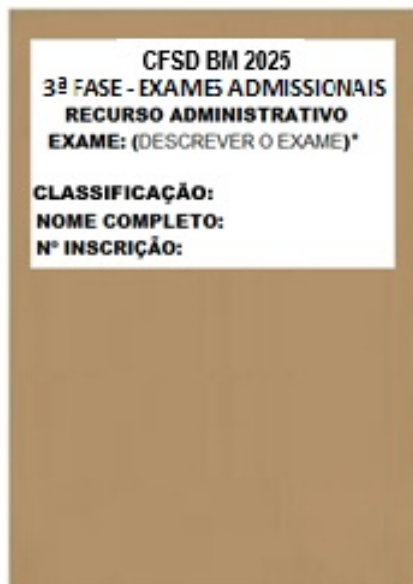 CFSD BM 2025
3ª FASE - EXAMES ADMISSIONAIS
RECURSO ADMINISTRATIVO
EXAME: (DESCREVER O EXAME)*
CLASSIFICAÇÃO:
NOME COMPLETO:
Nº INSCRIÇÃO: